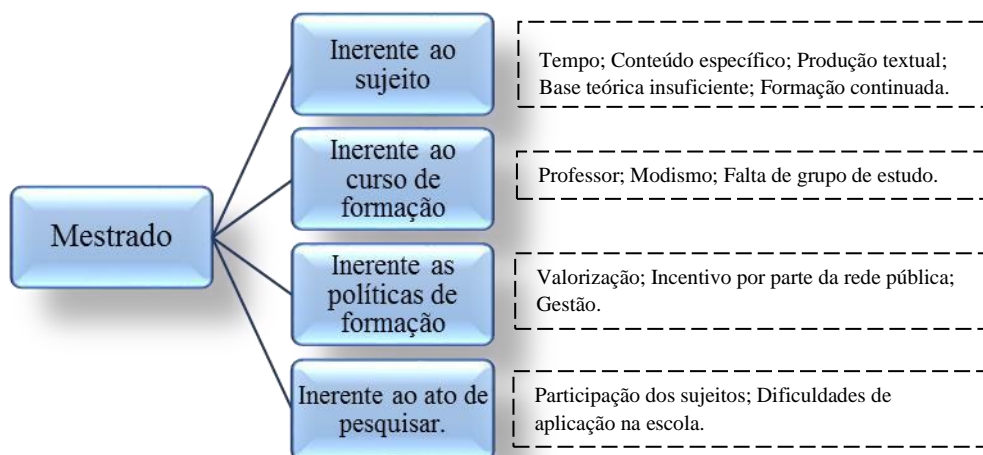 Mestrado
Inerente ao
sujeito
Tempo; Conteúdo específico; Produção textual;
Base teórica insuficiente; Formação continuada.
Inerente ao
curso de
formação
Professor; Modismo; Falta de grupo de estudo.
Inerente as
políticas de
formação
Valorização; Incentivo por parte da rede pública;
Gestão.
Inerente ao ato de
pesquisar.
Participação dos sujeitos; Dificuldades de
aplicação na escola.